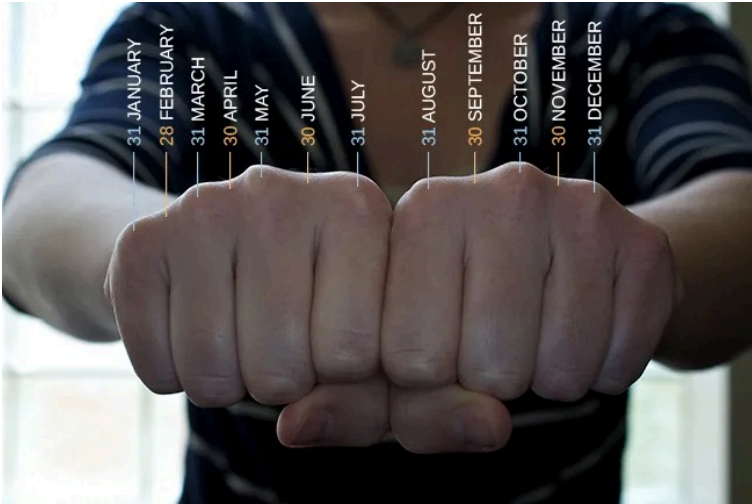 31 JANUARY
28 FEBRUARY
31 MARCH
30 APRIL
31 MAY
30 JUNE
31 JULY
31 AUGUST
30 SEPTEMBER
31 OCTOBER
30 NOVEMBER
31 DECEMBER